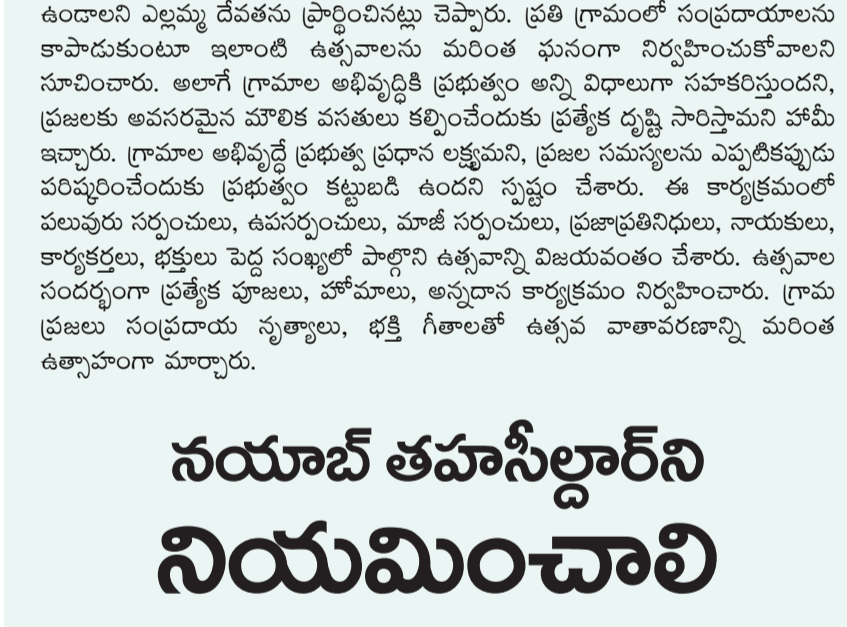 ఉండాలని ఎల్లమ్మ దేవతను ప్రార్థించినట్లు చెప్పారు. ప్రతి గ్రామంలో సంప్రదాయాలను
కాపాడుకుంటూ ఇలాంటి ఉత్సవాలను మరింత ఘనంగా నిర్వహించుకోవాలని
సూచించారు. అలాగే గ్రామాల అభివృద్ధికి ప్రభుత్వం అన్ని విధాలుగా సహకరిస్తుందని,
ప్రజలకు అవసరమైన మౌలిక వసతులు కల్పించేందుకు ప్రత్యేక దృష్టి సారిస్తామని హామీ
ఇచ్చారు. గ్రామాల అభివృద్ధే ప్రభుత్వ ప్రధాన లక్ష్యమని, ప్రజల సమస్యలను ఎప్పటికప్పుడు
పరిష్కరించేందుకు ప్రభుత్వం కట్టుబడి ఉందని స్పష్టం చేశారు. ఈ కార్యక్రమంలో
పలువురు సర్పంచులు, ఉపసర్పంచులు, మాజీ సర్పంచులు, ప్రజాప్రతినిధులు, నాయకులు,
కార్యకర్తలు, భక్తులు పెద్ద సంఖ్యలో పాల్గొని ఉత్సవాన్ని విజయవంతం చేశారు. ఉత్సవాల
సందర్భంగా ప్రత్యేక పూజలు, హోమాలు, అన్నదాన కార్యక్రమం నిర్వహించారు. గ్రామ
ప్రజలు సంప్రదాయ నృత్యాలు, భక్తి గీతాలతో ఉత్సవ వాతావరణాన్ని మరింత
ఉత్సాహంగా మార్చారు.
నయాబ్ తహసీల్దార్‌ని
నియమించాలి